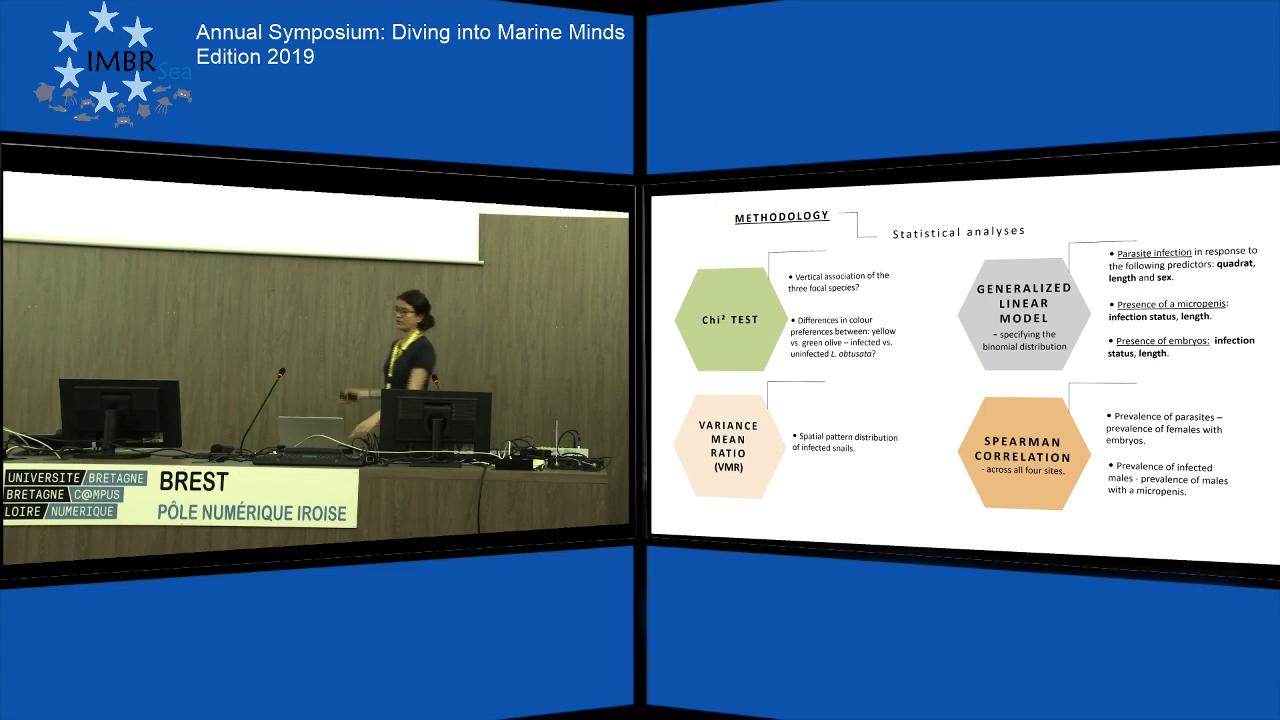 Annual Symposium: Diving into Marine Minds
Edition 2019
IMBRSea
METHODOLOGY
Statistical analyses
Chi² TEST
• Vertical association of the
three focal species?
• Differences in colour
preferences between: yellow
vs. green olive – infected vs.
uninfected L. obtusata?
GENERALIZED
LINEAR
MODEL
- specifying the
binomial distribution
• Parasite infection in response to
the following predictors: quadrat,
length and sex.
• Presence of a micropenis:
infection status, length.
• Presence of embryos: infection
status, length.
VARIANCE
MEAN
RATIO
(VMR)
• Spatial pattern distribution
of infected snails.
SPEARMAN
CORRELATION
- across all four sites.
• Prevalence of parasites –
prevalence of females with
embryos.
• Prevalence of infected
males - prevalence of males
with a micropenis.
UNIVERSITE/BRETAGNE
BRETAGNE\C@MPUS
LOIRE/NUMERIQUE
BREST
PÔLE NUMÉRIQUE IROISE